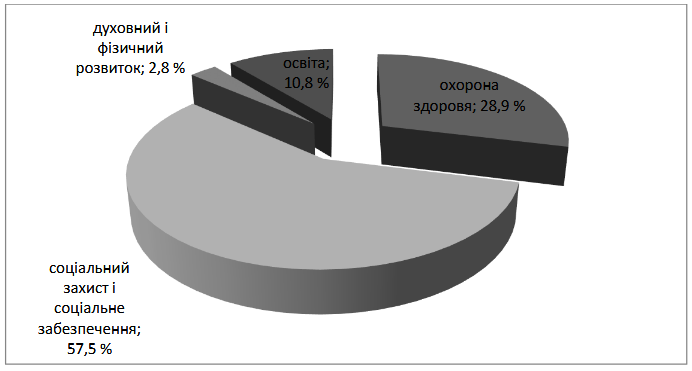 духовний і
фізичний
розвиток; 2,8 %
освіта;
10,8 %
охорона
здоровя; 28,9 %
соціальний
захист і
соціальне
забезпечення;
57,5 %